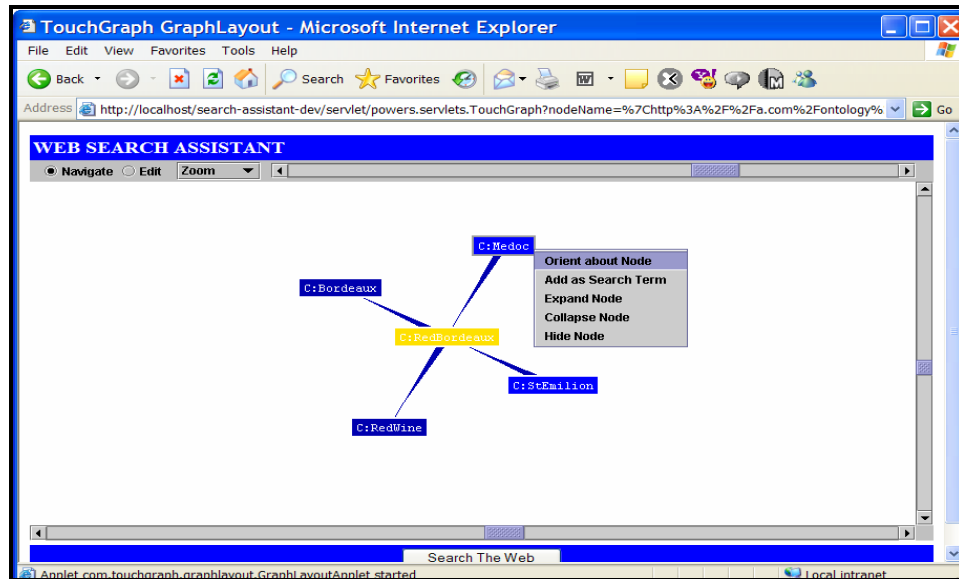 TouchGraph GraphLayout - Microsoft Internet Explorer
File Edit View Favorites Tools Help
Back Search Favorites
Address http://localhost/search-assistant-dev/servlet/powers.servlets.TouchGraph?nodeName=%7Chttp%3A%2F%2Fa.com%2Fontology% Go
WEB SEARCH ASSISTANT
Navigate Edit Zoom
C:Medoc
Orient about Node
Add as Search Term
C:Bordeaux
Expand Node
Collapse Node
C:RedBordeaux
Hide Node
C:StEmilion
C:RedWine
Search The Web
Applet com.touchgraph.graphlayout.GraphLayoutApplet started Local intranet